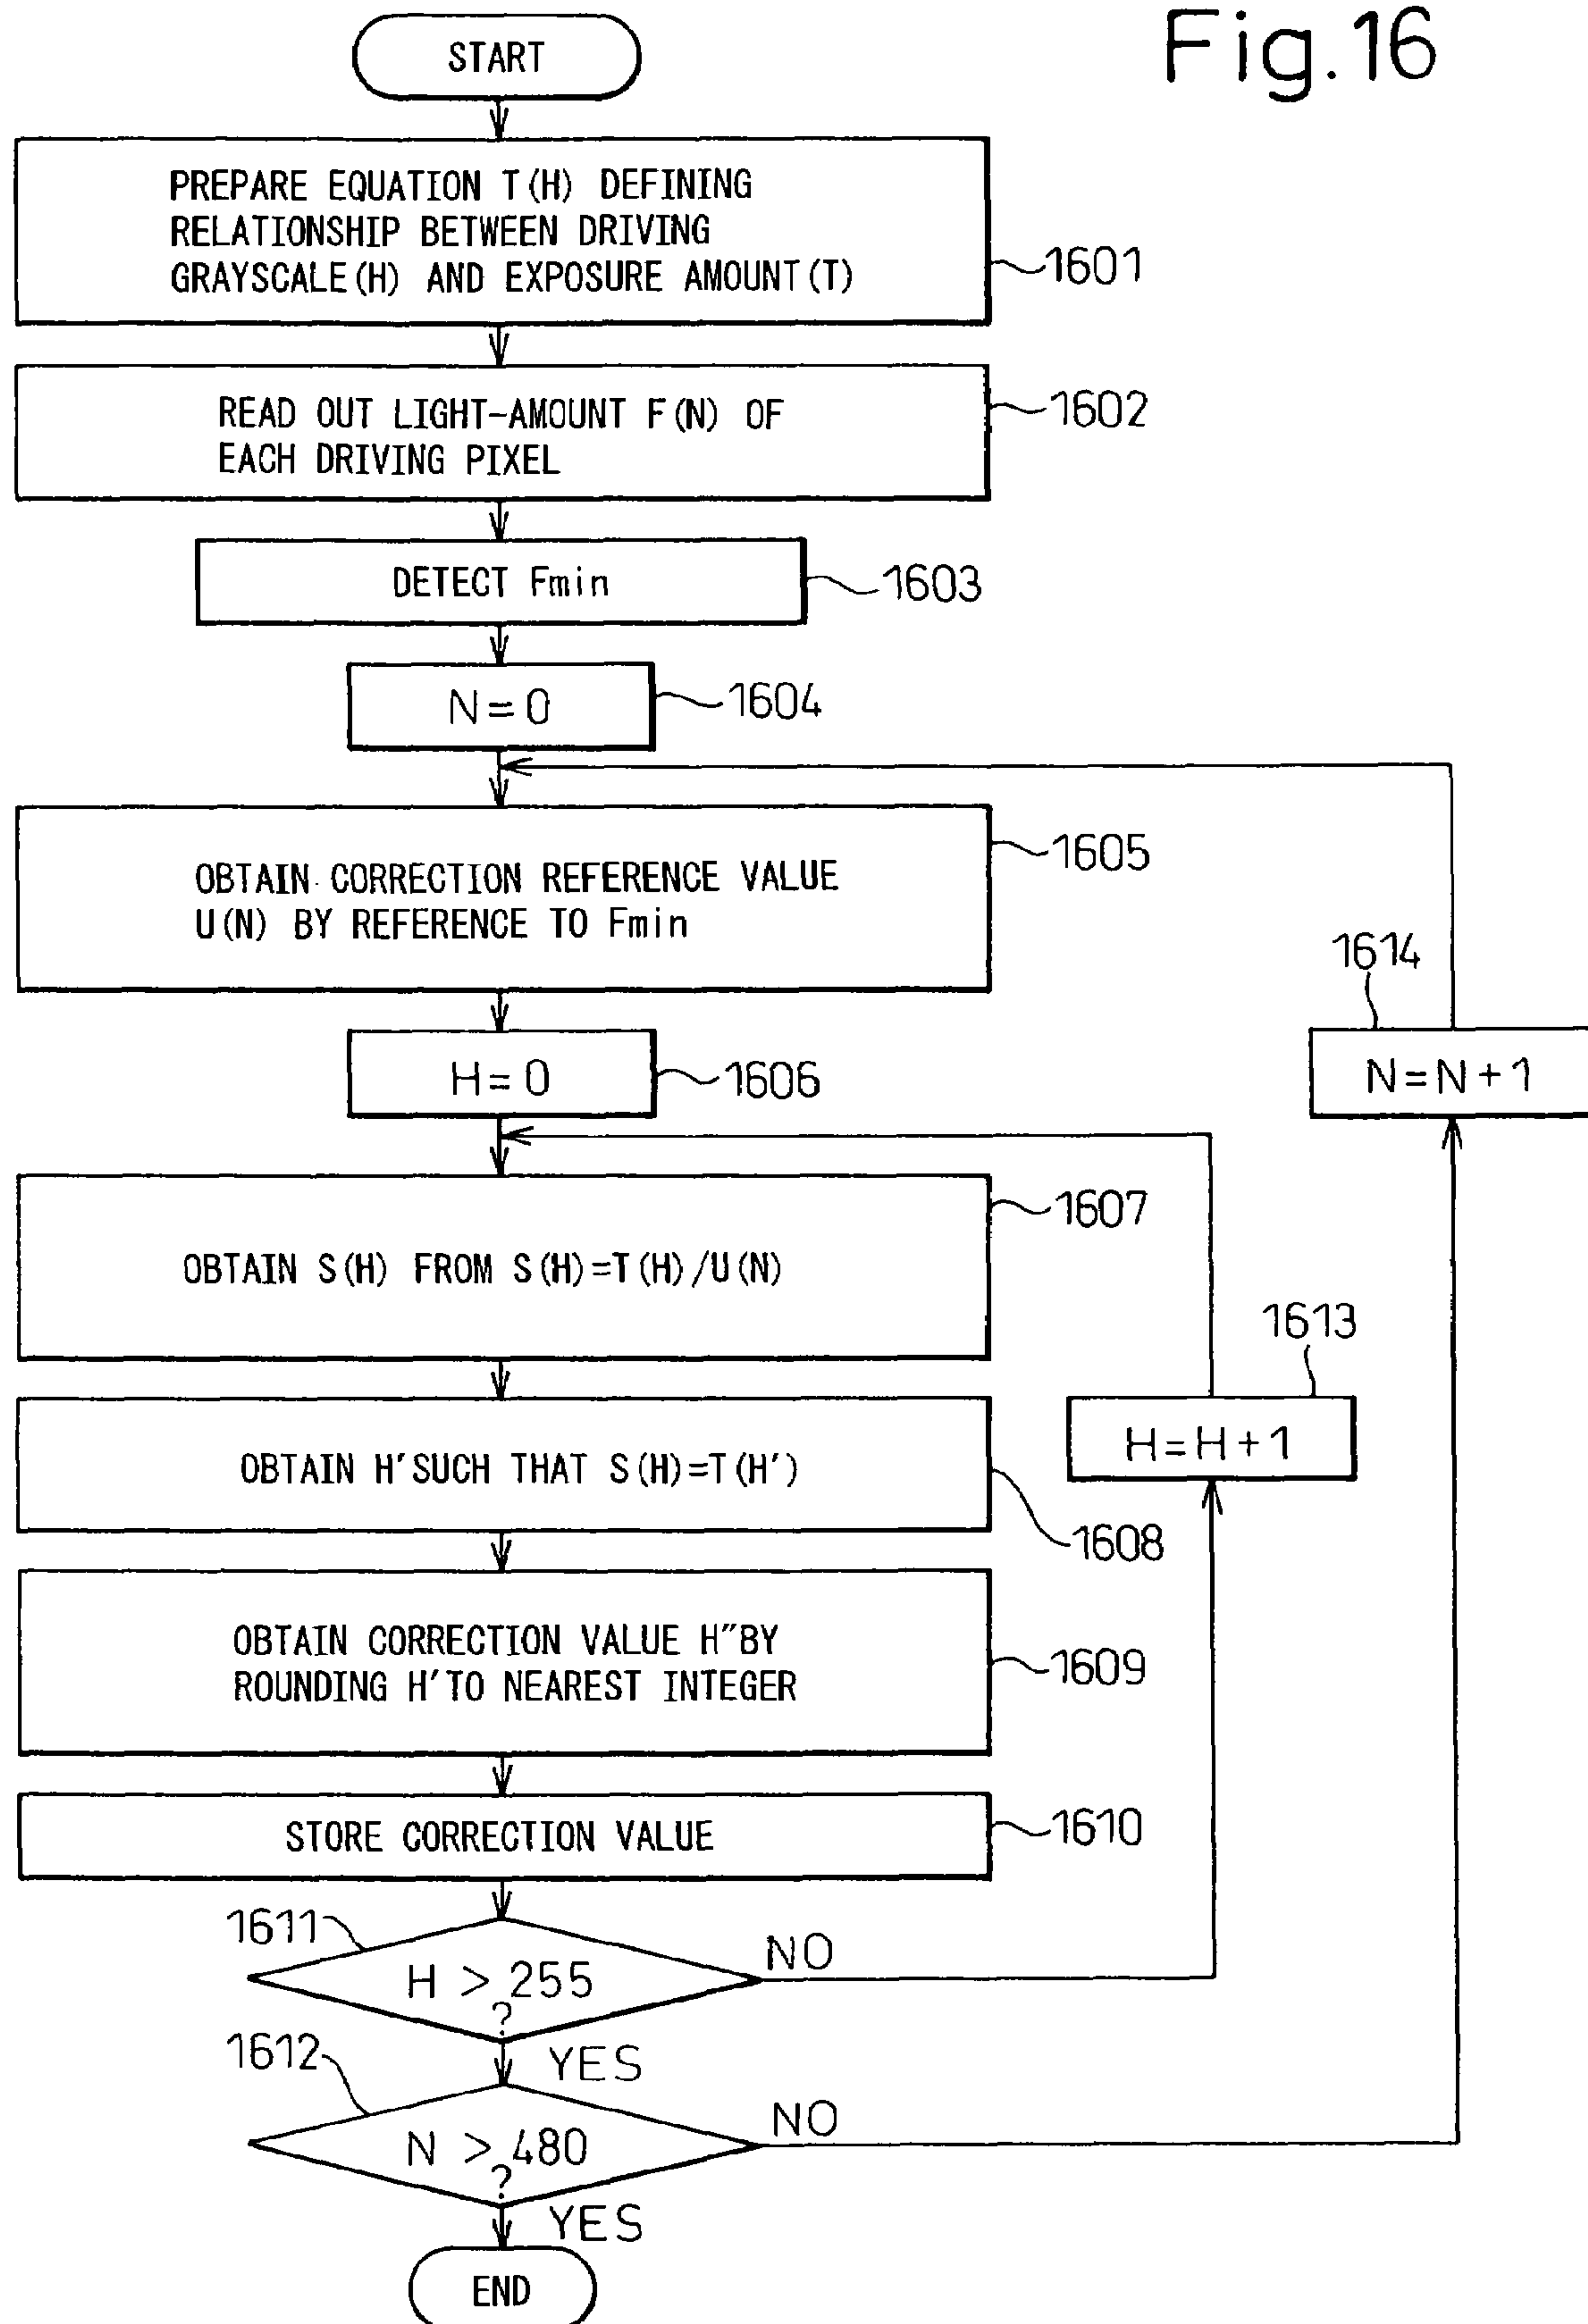 Fig.16
START
PREPARE EQUATION T(H) DEFINING
RELATIONSHIP BETWEEN DRIVING
GRAYSCALE(H) AND EXPOSURE AMOUNT(T)
1601
READ OUT LIGHT-AMOUNT F(N) OF
EACH DRIVING PIXEL
1602
DETECT Fmin
1603
N=0
1604
OBTAIN CORRECTION REFERENCE VALUE
U(N) BY REFERENCE TO Fmin
1605
1614
N=N+1
H=0
1606
OBTAIN S(H) FROM S(H)=T(H)/U(N)
1607
1613
H=H+1
OBTAIN H'SUCH THAT S(H)=T(H')
1608
OBTAIN CORRECTION VALUE H"BY
ROUNDING H'TO NEAREST INTEGER
1609
STORE CORRECTION VALUE
1610
1611
H > 255
?
NO
YES
1612
N > 480
?
NO
YES
END